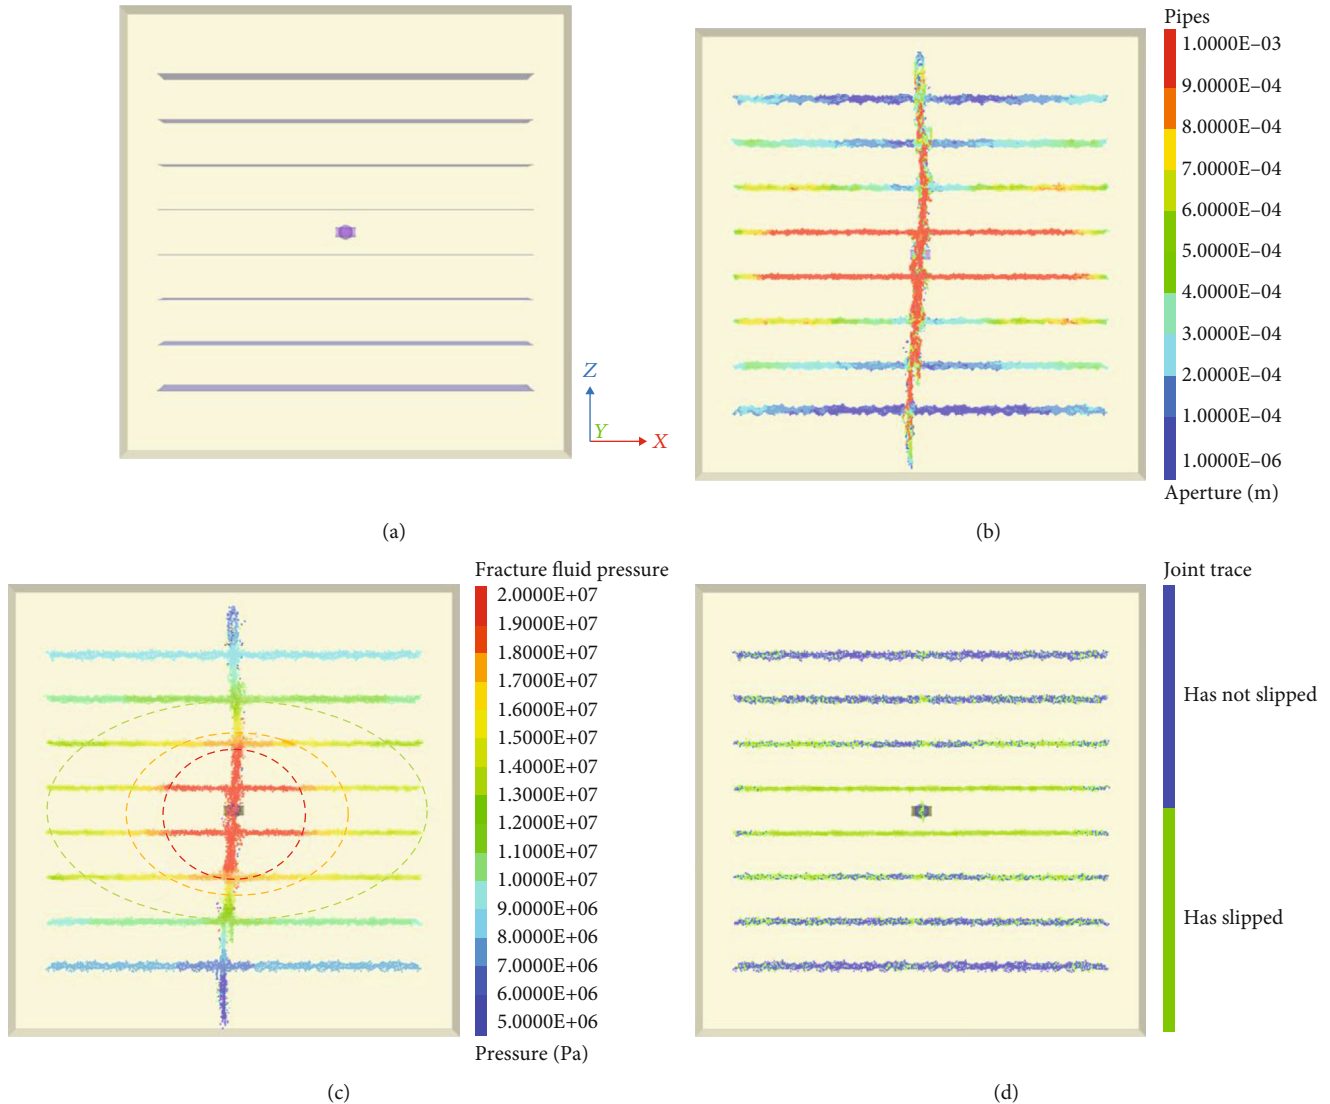 Z
Y
X
(a)
Pipes
1.0000E–03
9.0000E–04
8.0000E–04
7.0000E–04
6.0000E–04
5.0000E–04
4.0000E–04
3.0000E–04
2.0000E–04
1.0000E–04
1.0000E–06
Aperture (m)
(b)
Fracture fluid pressure
2.0000E+07
1.9000E+07
1.8000E+07
1.7000E+07
1.6000E+07
1.5000E+07
1.4000E+07
1.3000E+07
1.2000E+07
1.1000E+07
1.0000E+07
9.0000E+06
8.0000E+06
7.0000E+06
6.0000E+06
5.0000E+06
Pressure (Pa)
(c)
Joint trace
Has not slipped
Has slipped
(d)